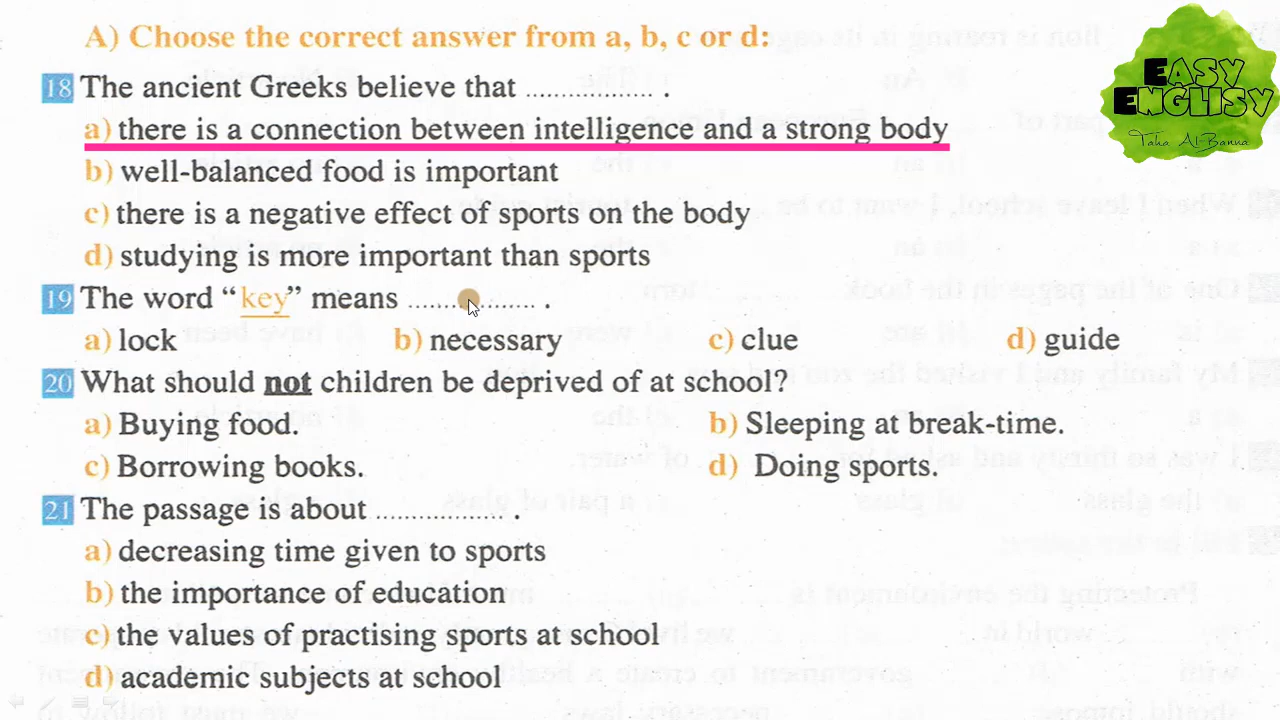 A) Choose the correct answer from a, b, c or d:
18 The ancient Greeks believe that .................. .
a) there is a connection between intelligence and a strong body
b) well-balanced food is important
c) there is a negative effect of sports on the body
d) studying is more important than sports
19 The word “key” means .................. .
a) lock b) necessary c) clue d) guide
20 What should not children be deprived of at school?
a) Buying food. b) Sleeping at break-time.
c) Borrowing books. d) Doing sports.
21 The passage is about .................. .
a) decreasing time given to sports
b) the importance of education
c) the values of practising sports at school
d) academic subjects at school
EASY
ENGLISY
Taha Al-Banna